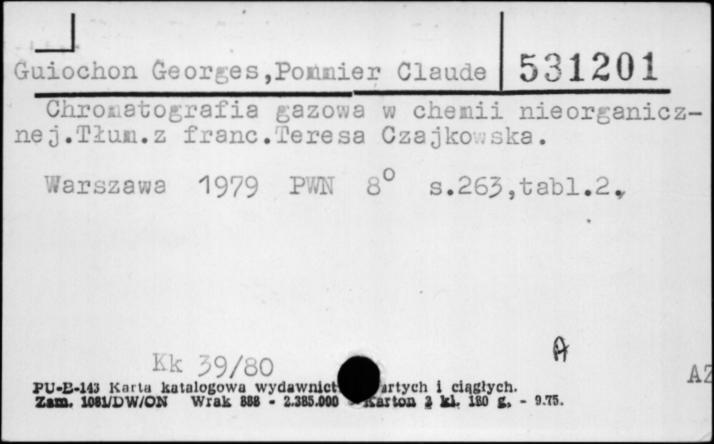 Guiochon Georges,Pommier Claude 531201
Chromatografia gazowa w chemii nieorganicz-
nej.Tłum.z franc.Teresa Czajkowska.
Warszawa 1979 PWN 8° s.263,tabl.2.
A
Kk 39/80
AZ
PU-B-143 Karta katalogowa wydawnict artych i ciągłych.
Zam. 1081/DW/ON Wrak 888 - 2.385.000 - Karton 2 kl. 180 g. - 9.75.